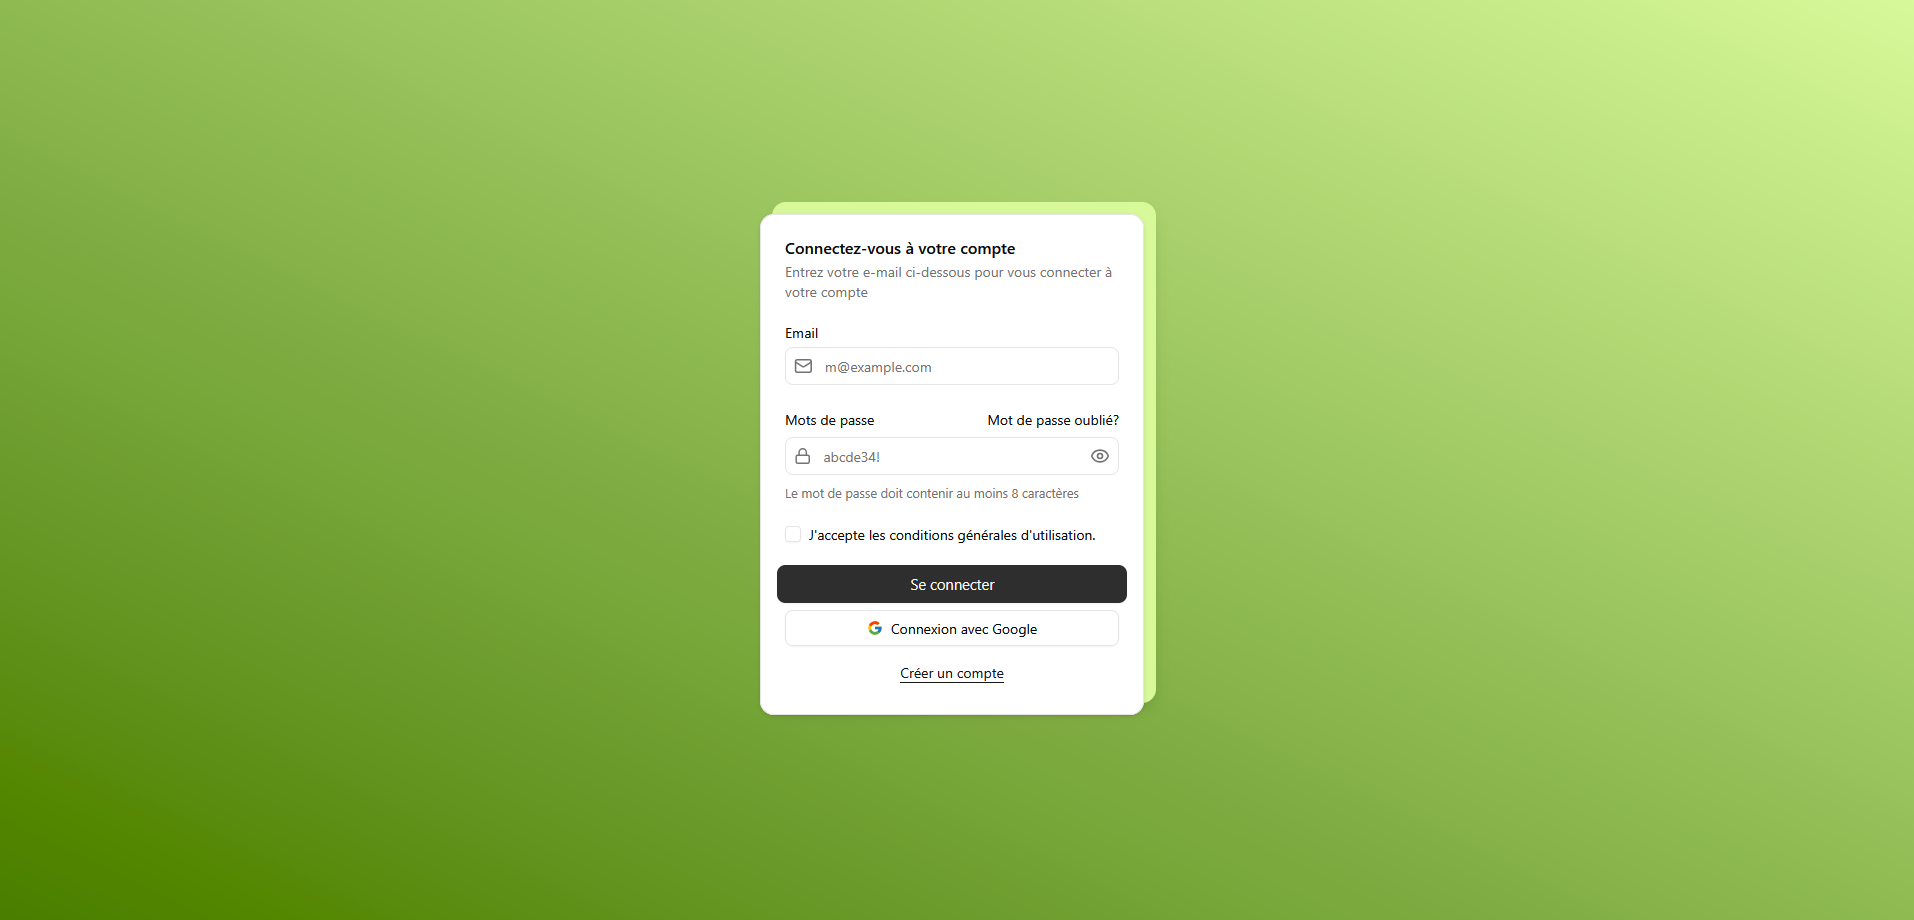 Connectez-vous à votre compte
Entrez votre e-mail ci-dessous pour vous connecter à
votre compte
Email
m@example.com
Mots de passe
Mot de passe oublié?
abcde34!
Le mot de passe doit contenir au moins 8 caractères
J'accepte les conditions générales d'utilisation.
Se connecter
Connexion avec Google
Créer un compte